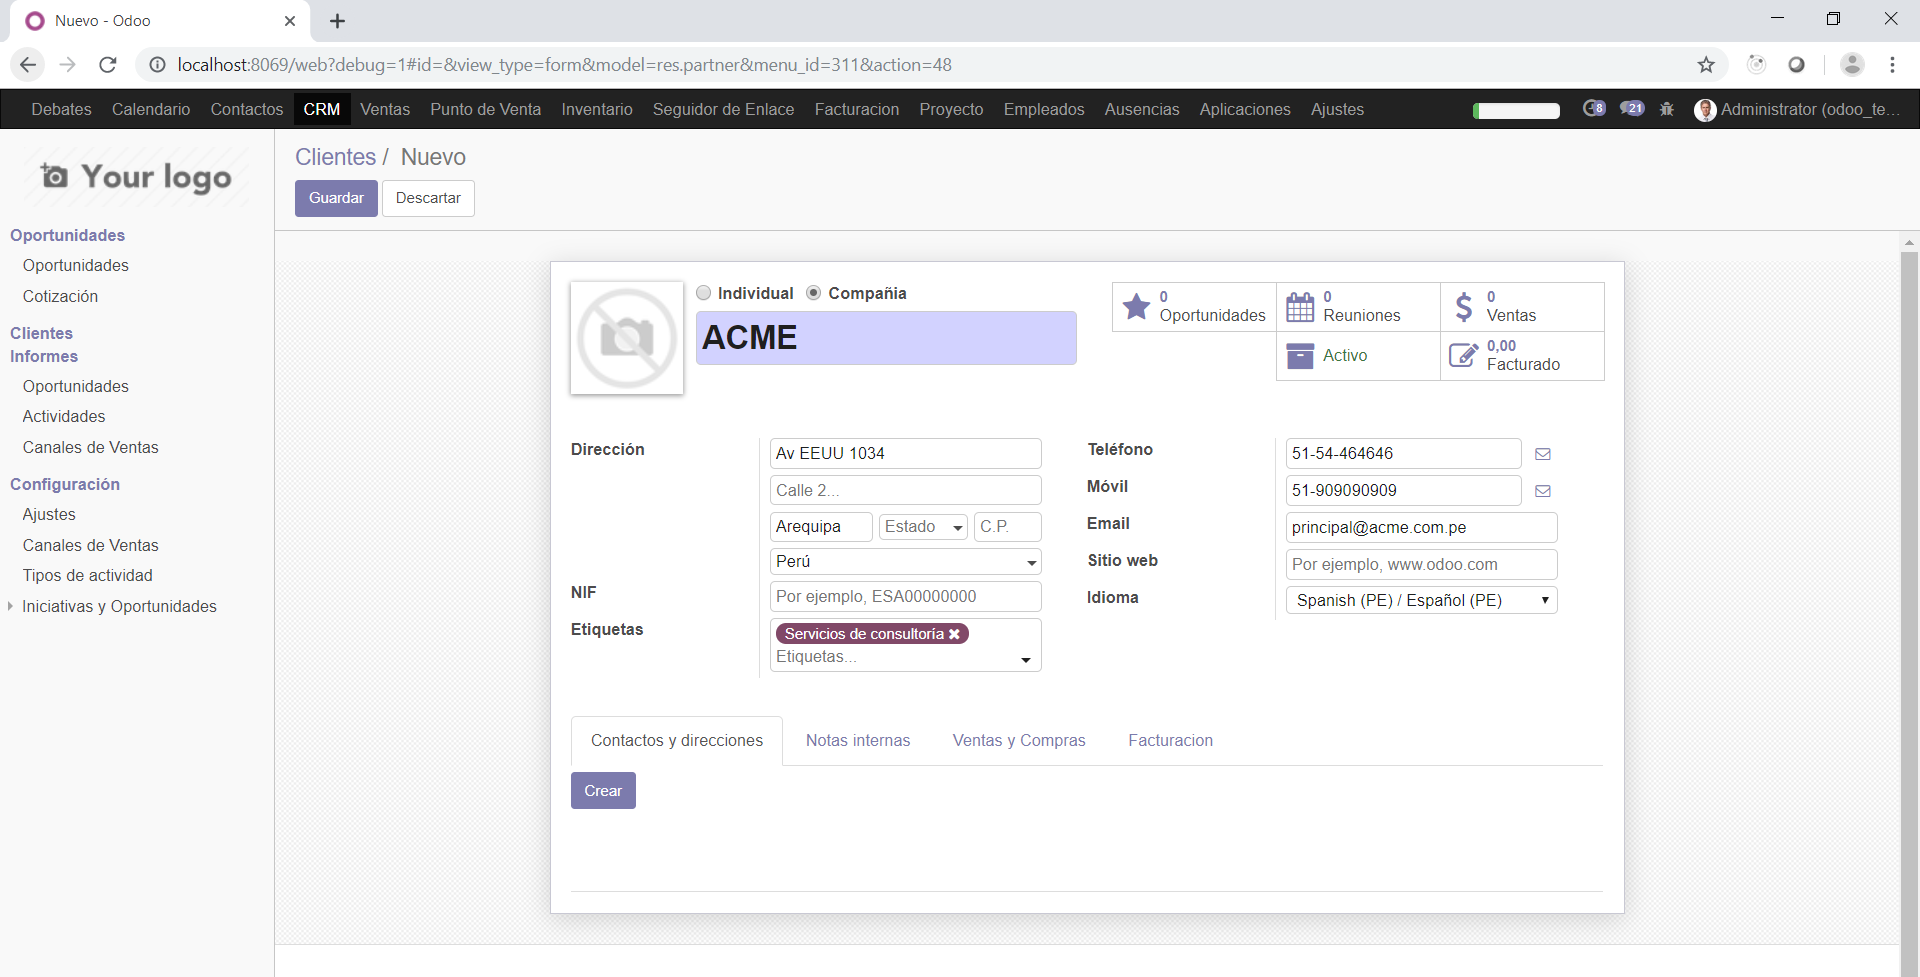 Nuevo - Odoo
localhost:8069/web?debug=1#id=&view_type=form&model=res.partner&menu_id=311&action=48
Debates Calendario Contactos CRM Ventas Punto de Venta Inventario Seguidor de Enlace Facturacion Proyecto Empleados Ausencias Aplicaciones Ajustes 8 21 Administrator (odoo_te...
Your logo
Clientes / Nuevo
Guardar Descartar
Oportunidades
Oportunidades
Cotización
Clientes
Informes
Oportunidades
Actividades
Canales de Ventas
Configuración
Ajustes
Canales de Ventas
Tipos de actividad
Iniciativas y Oportunidades
Individual Compañia
ACME
0 Oportunidades
0 Reuniones
0 Ventas
Activo
0,00 Facturado
Dirección Av EEUU 1034
Calle 2...
Arequipa Estado C.P.
Perú
NIF Por ejemplo, ESA00000000
Etiquetas Servicios de consultoría
Etiquetas...
Teléfono 51-54-464646
Móvil 51-909090909
Email principal@acme.com.pe
Sitio web Por ejemplo, www.odoo.com
Idioma Spanish (PE) / Español (PE)
Contactos y direcciones Notas internas Ventas y Compras Facturacion
Crear